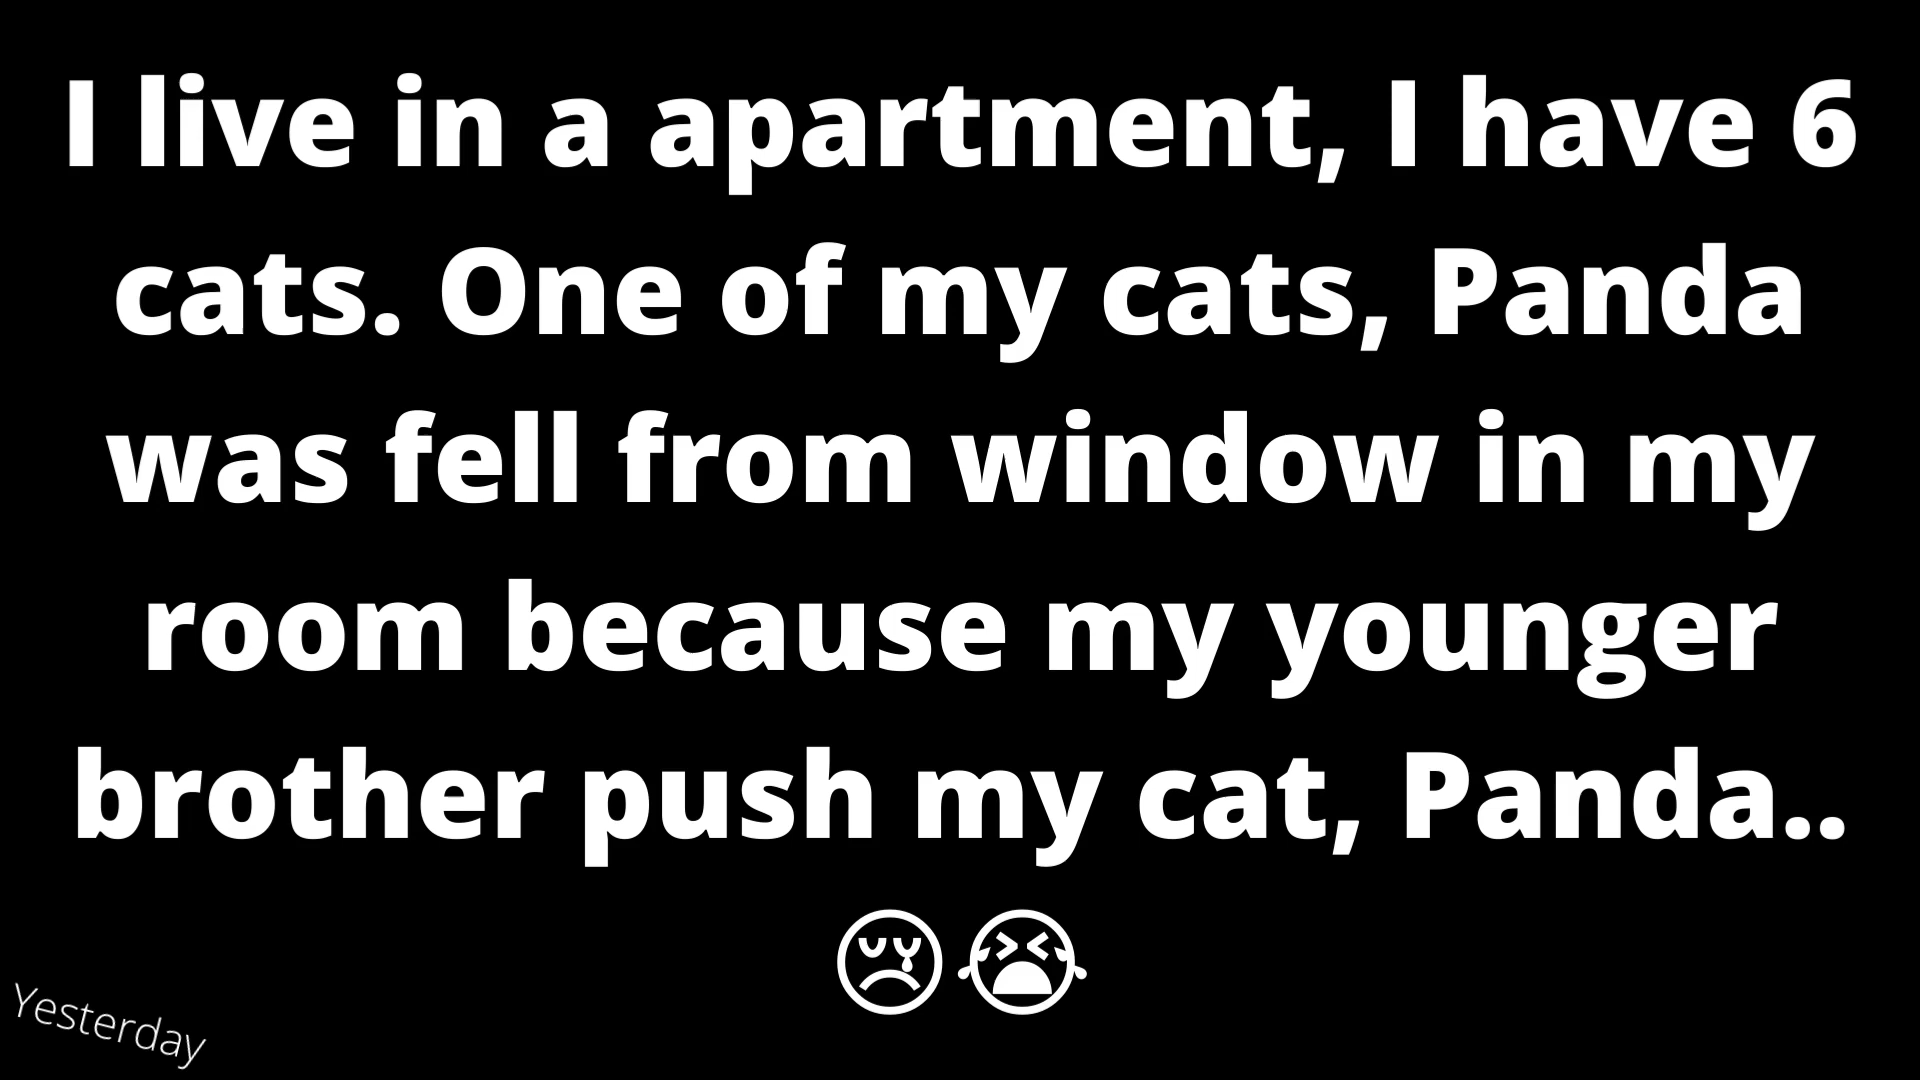 I live in a apartment, I have 6
cats. One of my cats, Panda
was fell from window in my
room because my younger
brother push my cat, Panda..
😢😭
Yesterday